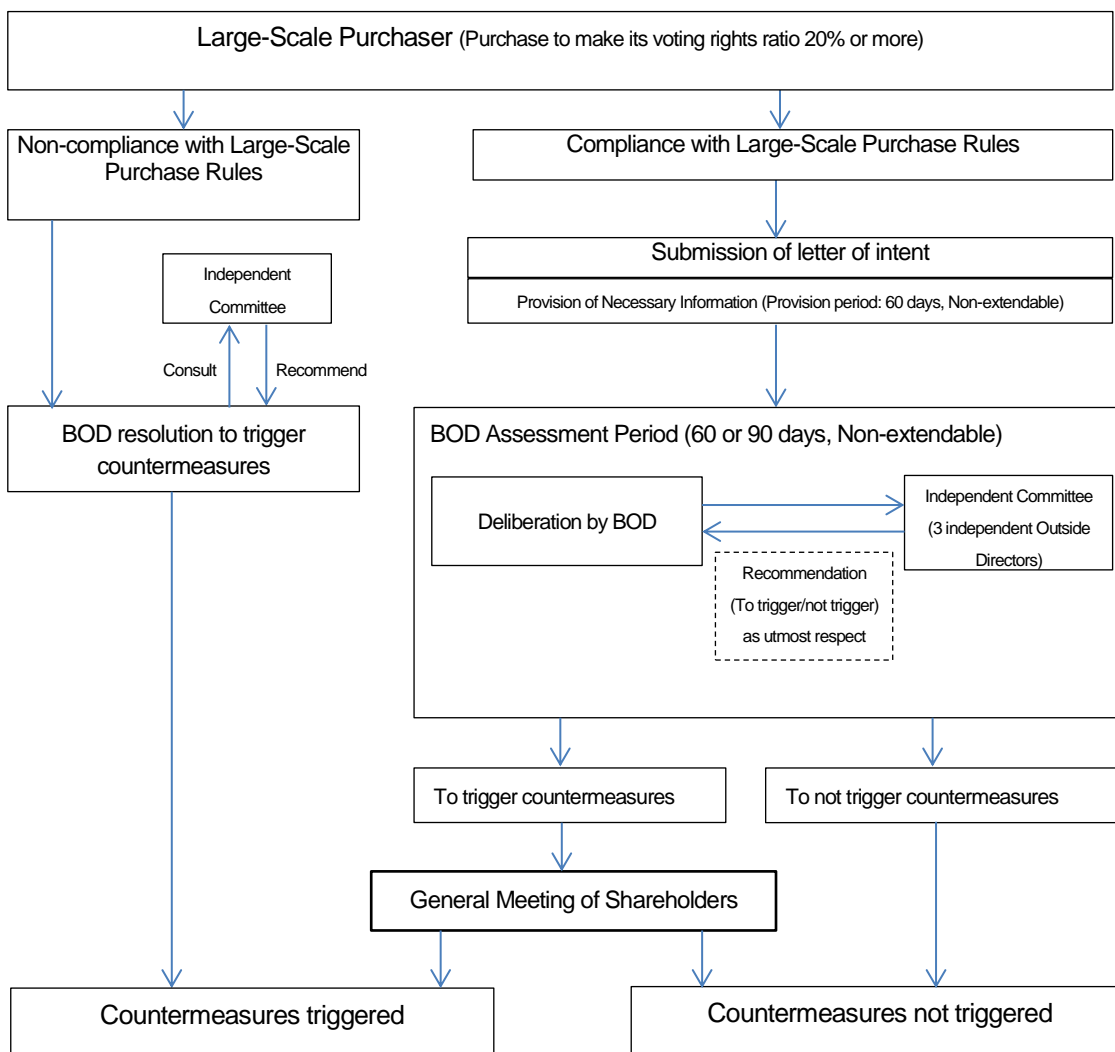 Large-Scale Purchaser (Purchase to make its voting rights ratio 20% or more)
Non-compliance with Large-Scale
Purchase Rules
Compliance with Large-Scale Purchase Rules
Submission of letter of intent
Provision of Necessary Information (Provision period: 60 days, Non-extendable)
Independent
Committee
Consult
Recommend
BOD resolution to trigger
countermeasures
BOD Assessment Period (60 or 90 days, Non-extendable)
Deliberation by BOD
Independent Committee
(3 independent Outside
Directors)
Recommendation
(To trigger/not trigger)
as utmost respect
To trigger countermeasures
To not trigger countermeasures
General Meeting of Shareholders
Countermeasures triggered
Countermeasures not triggered